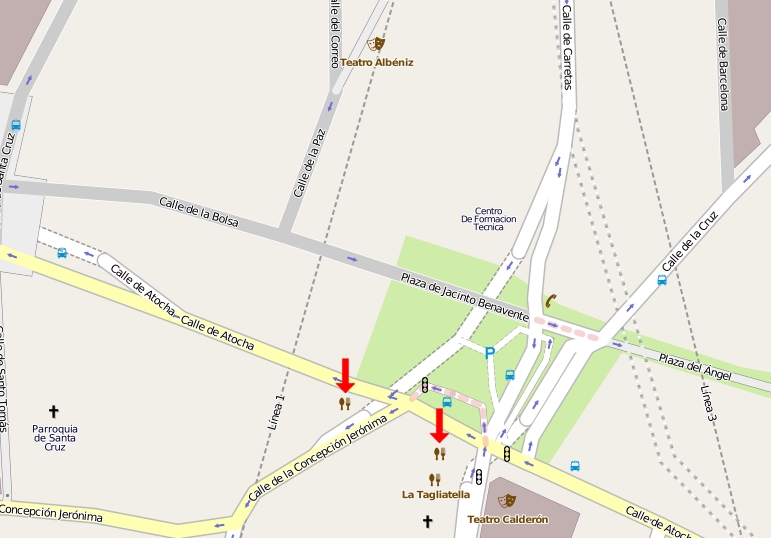 Calle del Correo
Calle de Carretas
Calle de Barcelona
Teatro Albéniz
Santa Cruz
Calle de la Paz
Calle de la Bolsa
Centro
De Formacion
Tecnica
Calle de la Cruz
Calle de Atocha
Plaza de Jacinto Benavente
Calle de Atocha
P
Plaza del Ángel
Línea 1
Línea 3
Calle de Santo Tomás
Parroquia
de Santa
Cruz
Calle de la Concepción Jerónima
La Tagliatella
Teatro Calderón
Concepción Jerónima
Calle de Atoch